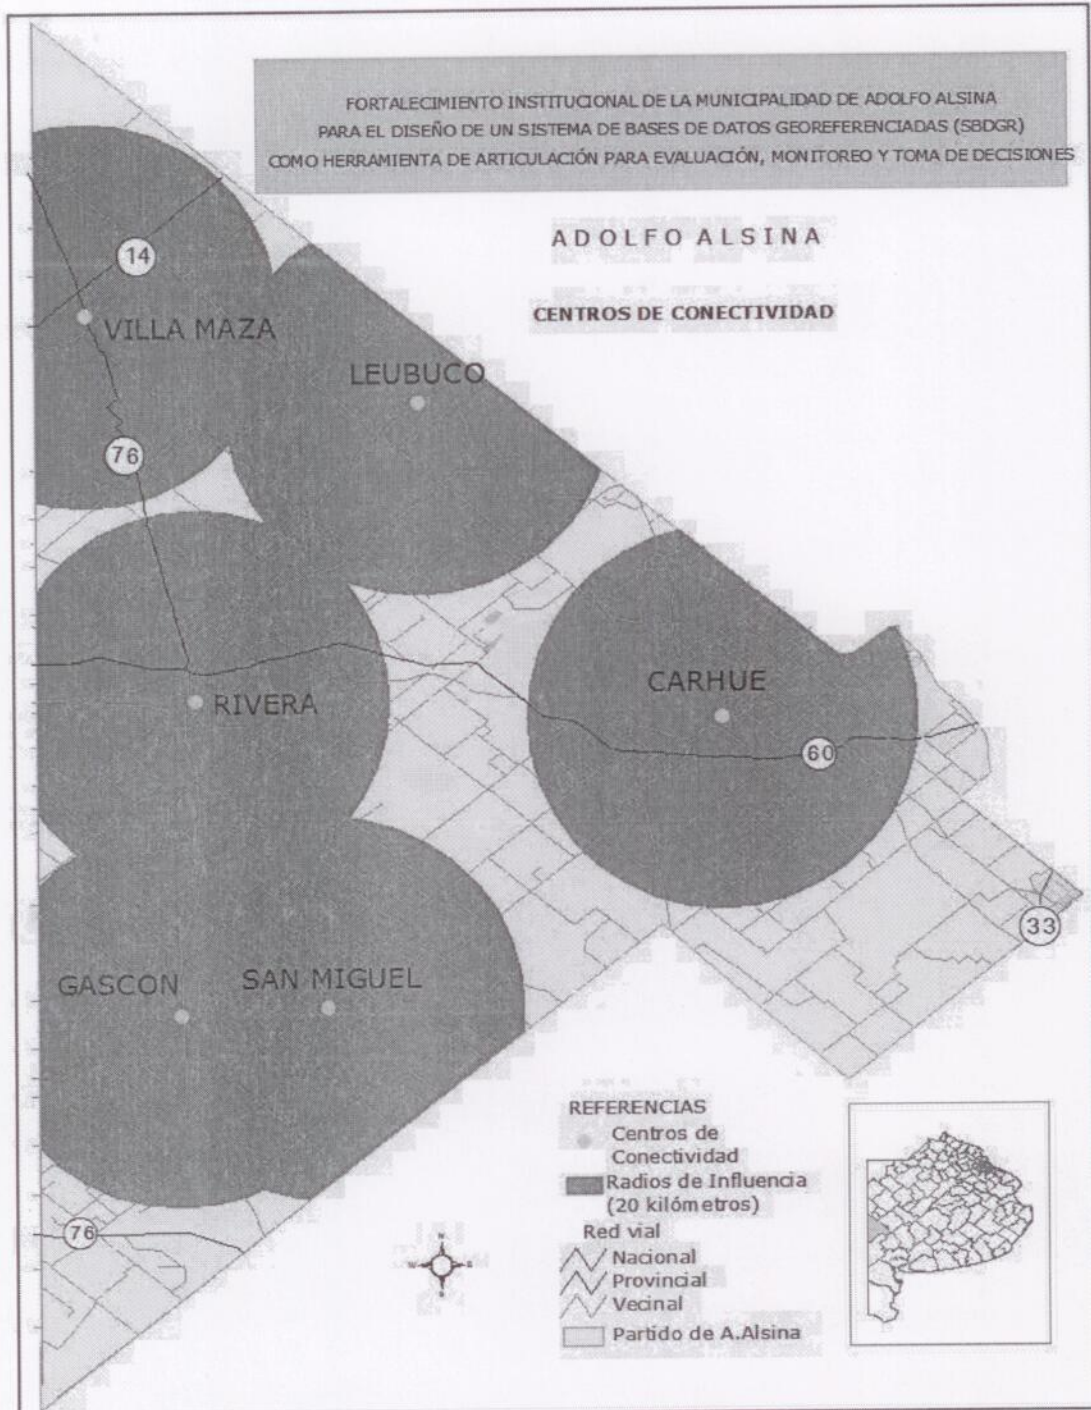 FORTALECIMIENTO INSTITUCIONAL DE LA MUNICIPALIDAD DE ADOLFO ALSINA
PARA EL DISEÑO DE UN SISTEMA DE BASES DE DATOS GEOREFERENCIADAS (SBDGR)
COMO HERRAMIENTA DE ARTICULACIÓN PARA EVALUACIÓN, MONITOREO Y TOMA DE DECISIONES
ADOLFO ALSINA
CENTROS DE CONECTIVIDAD
14
VILLA MAZA
LEUBUCO
76
CARHUE
RIVERA
60
33
GASCON
SAN MIGUEL
76
REFERENCIAS
Centros de
Conectividad
Radios de Influencia
(20 kilómetros)
Red vial
Nacional
Provincial
Vecinal
Partido de A.Alsina
N
W
E
S